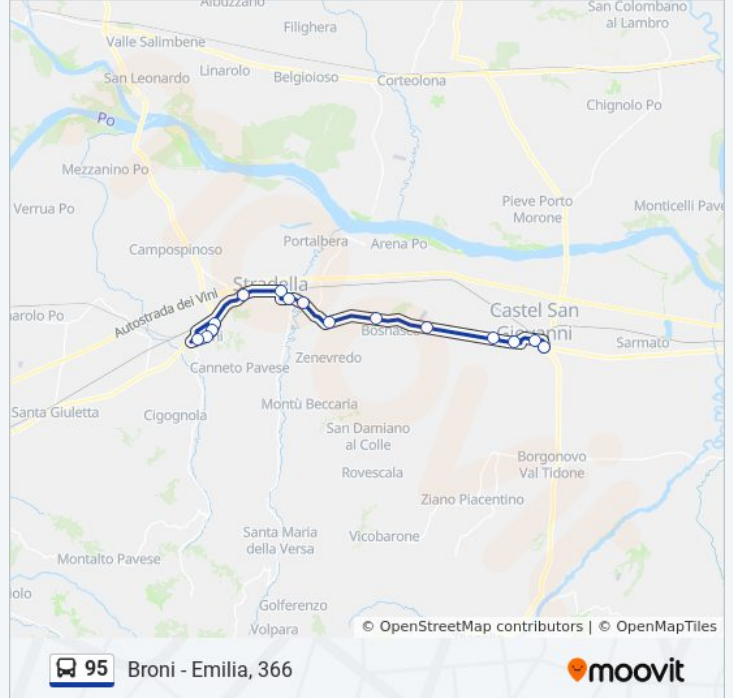 Albuzzano
San Colombano
al Lambro
Filighera
Valle Salimbene
San Leonardo
Linarolo
Belgioioso
Corteolona
Chignolo Po
Po
Mezzanino Po
Verrua Po
Pieve Porto
Morone
Monticelli Pave
Campospinoso
Portalbera
Arena Po
Stradella
Autostrada dei Vini
Castel San
Giovanni
arolo Po
Bosnasc
Zenevredo
Sarmato
Canneto Pavese
Santa Giuletta
Cigognola
Montù Beccaria
San Damiano
al Colle
Rovescala
Borgonovo
Val Tidone
Ziano Piacentino
Santa Maria
della Versa
Vicobarone
Montalto Pavese
olo
Golferenzo
Volpara
© OpenStreetMap contributors | © OpenMapTiles
95 Broni - Emilia, 366
moovit